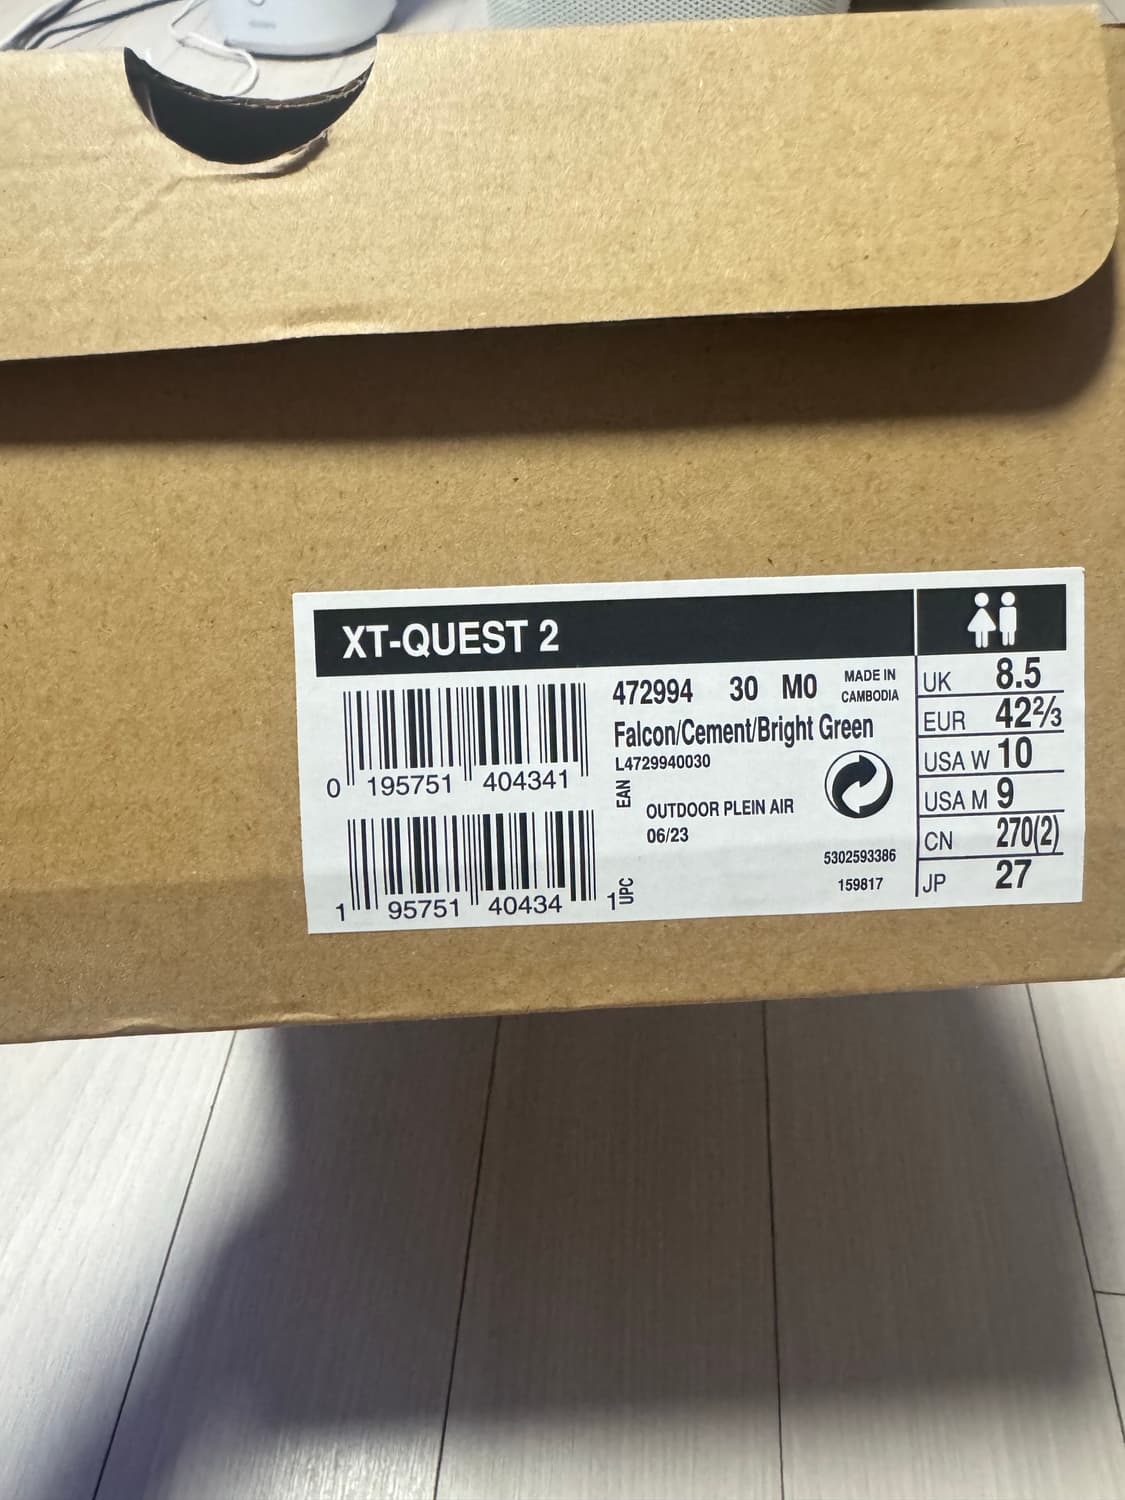 XT-QUEST 2
472994 30 M0
MADE IN
CAMBODIA
Falcon/Cement/Bright Green
L4729940030
EAN
0 195751 404341
OUTDOOR PLEIN AIR
06/23
5302593386
159817
1 95751 40434 1
UPC
UK 8.5
EUR 42⅔
USA W 10
USA M 9
CN 270(2)
JP 27